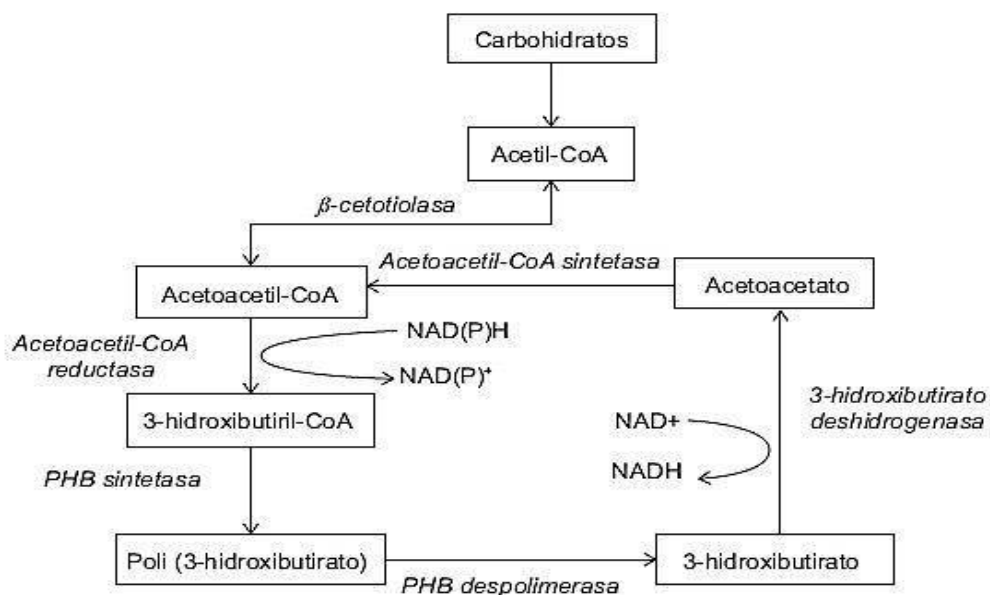 Carbohidratos
Acetil-CoA
β-cetotiolasa
Acetoacetil-CoA sintetasa
Acetoacetato
Acetoacetil-CoA
Acetoacetil-CoA
reductasa
NAD(P)H
NAD(P)⁺
3-hidroxibutirato
deshidrogenasa
3-hidroxibutiril-CoA
NAD+
NADH
PHB sintetasa
Poli (3-hidroxibutirato)
PHB despolimerasa
3-hidroxibutirato